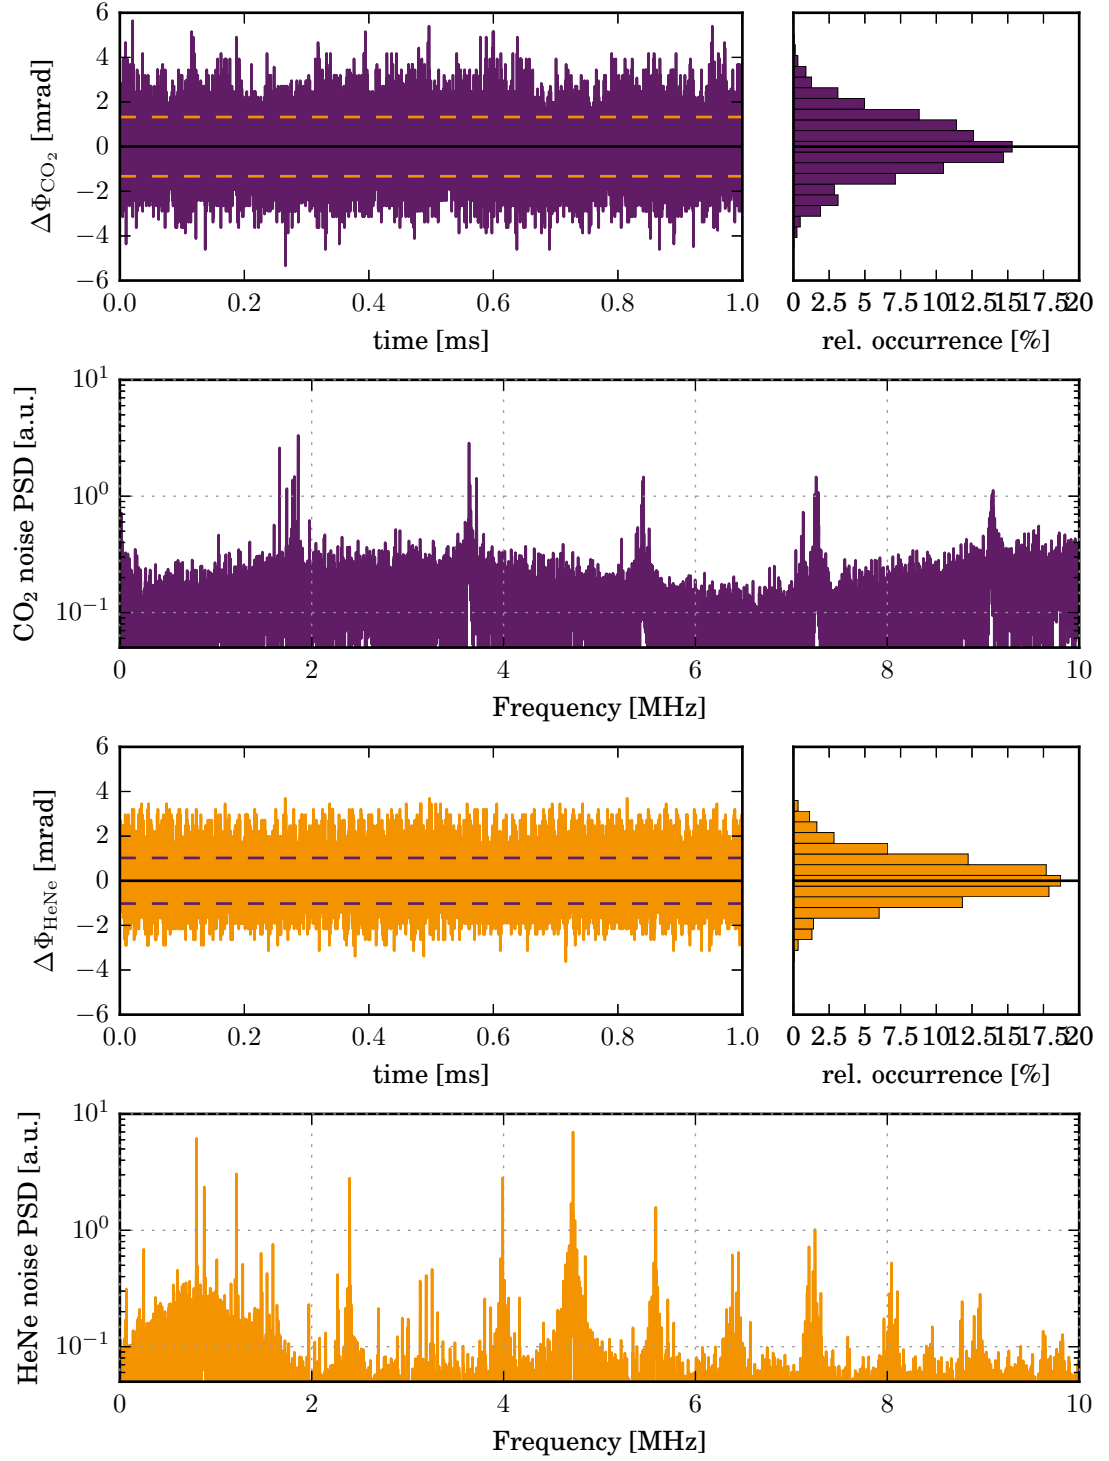 6
4
2
0
−2
−4
−6
ΔΦCO₂ [mrad]
0.0 0.2 0.4 0.6 0.8 1.0
time [ms]
0 2.5 5 7.5 10 12.5 15 17.5 20
rel. occurrence [%]
10¹
10⁰
10⁻¹
CO₂ noise PSD [a.u.]
0 2 4 6 8 10
Frequency [MHz]
6
4
2
0
−2
−4
−6
ΔΦHeNe [mrad]
0.0 0.2 0.4 0.6 0.8 1.0
time [ms]
0 2.5 5 7.5 10 12.5 15 17.5 20
rel. occurrence [%]
10¹
10⁰
10⁻¹
HeNe noise PSD [a.u.]
0 2 4 6 8 10
Frequency [MHz]